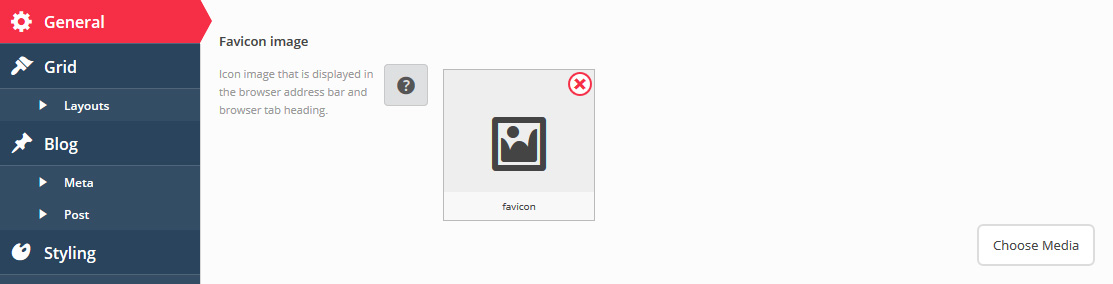 General
Grid
Layouts
Blog
Meta
Post
Styling
Favicon image
Icon image that is displayed in
the browser address bar and
browser tab heading.
?
favicon
Choose Media